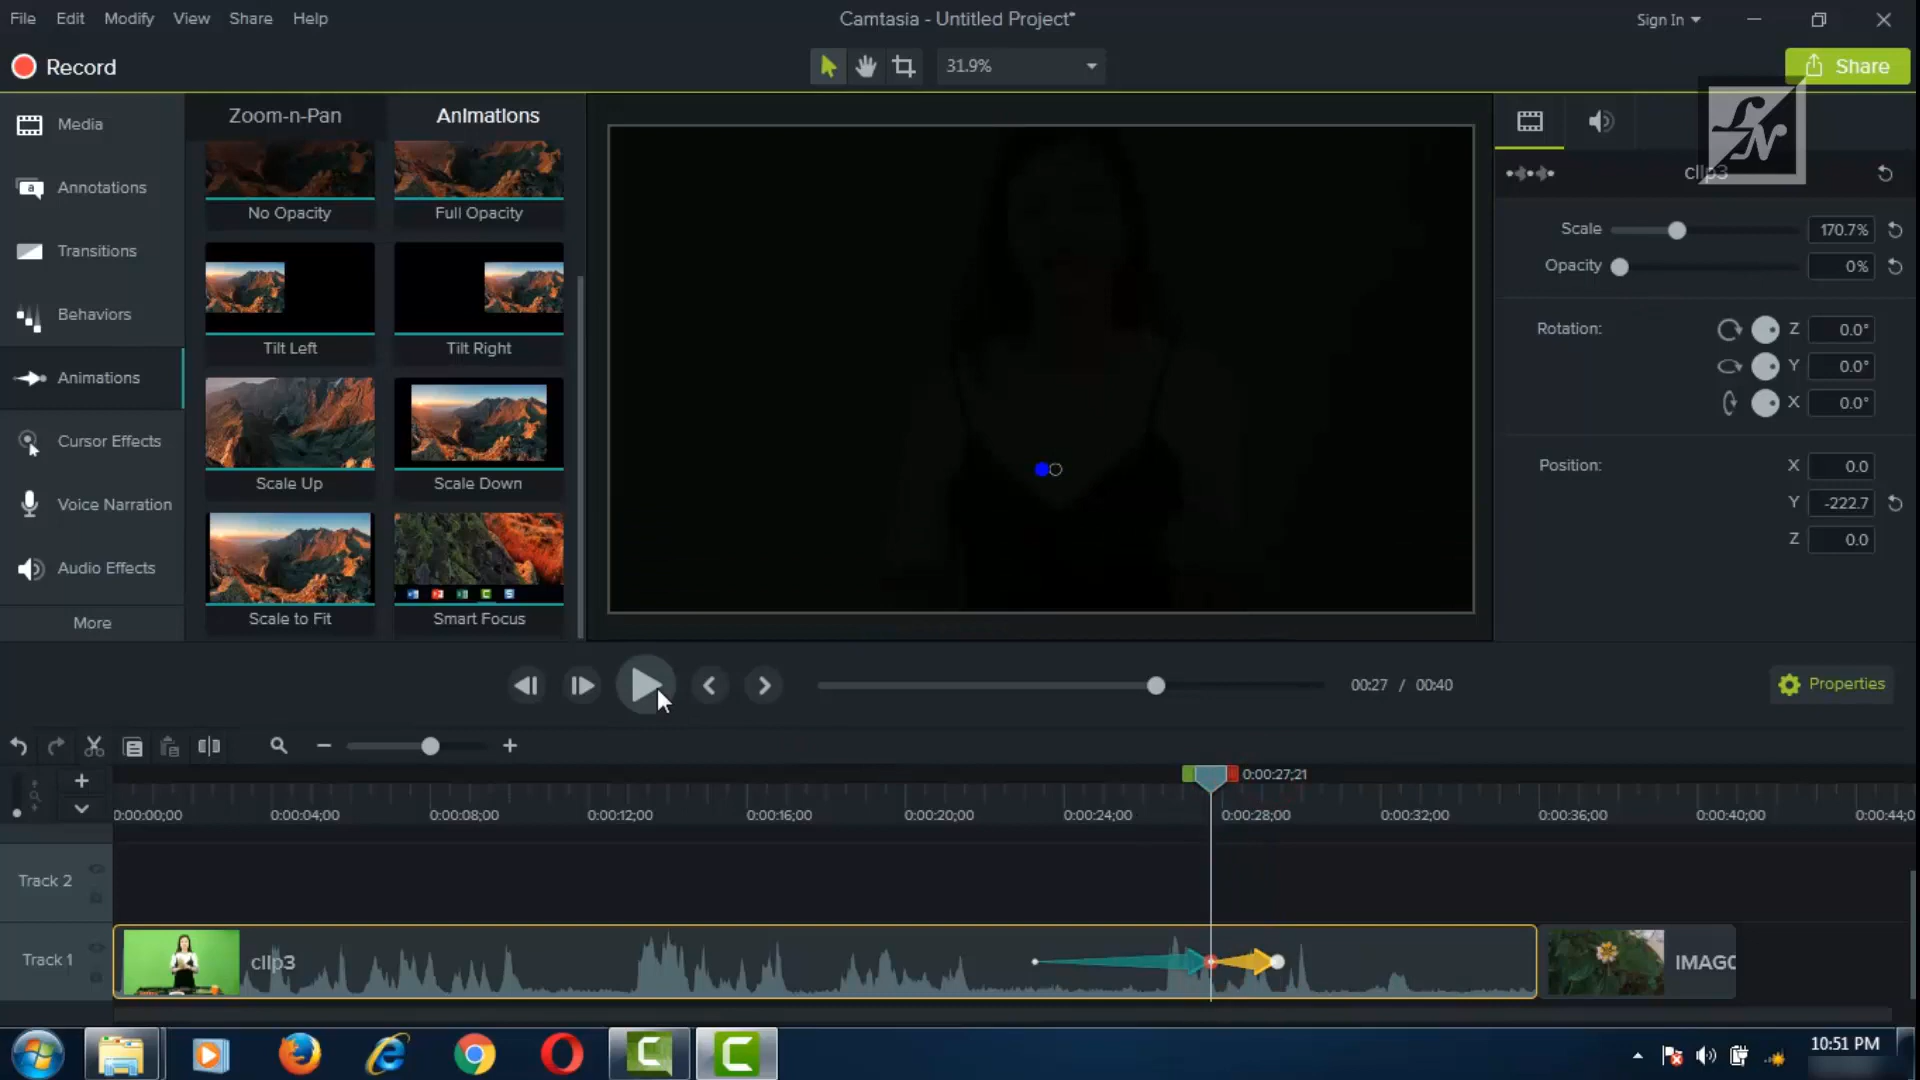 File Edit Modify View Share Help
Camtasia - Untitled Project*
Sign In
Record
31.9%
Share
Media
Annotations
Transitions
Behaviors
Animations
Cursor Effects
Voice Narration
Audio Effects
More
Zoom-n-Pan
Animations
No Opacity
Full Opacity
Tilt Left
Tilt Right
Scale Up
Scale Down
Scale to Fit
Smart Focus
N
clip3
Scale 170.7%
Opacity 0%
Rotation: Z 0.0°
Y 0.0°
X 0.0°
Position: X 0.0
Y -222.7
Z 0.0
00:27 / 00:40
Properties
0:00:27;21
0:00:00;00 0:00:04;00 0:00:08;00 0:00:12;00 0:00:16;00 0:00:20;00 0:00:24;00 0:00:28;00 0:00:32;00 0:00:36;00 0:00:40;00 0:00:44;0
Track 2
Track 1
clip3
IMAG0
10:51 PM